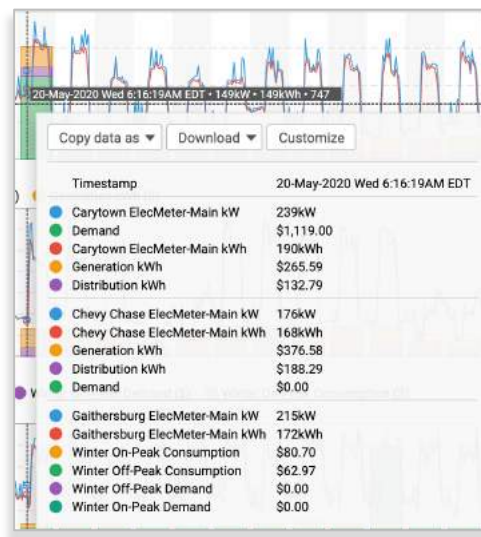 20-May-2020 Wed 6:16:19AM EDT • 149kW • 149kWh • 747
Copy data as ▼ Download ▼ Customize
Timestamp 20-May-2020 Wed 6:16:19AM EDT
Carytown ElecMeter-Main kW 239kW
Demand $1,119.00
Carytown ElecMeter-Main kWh 190kWh
Generation kWh $265.59
Distribution kWh $132.79
Chevy Chase ElecMeter-Main kW 176kW
Chevy Chase ElecMeter-Main kWh 168kWh
Generation kWh $376.58
Distribution kWh $188.29
Demand $0.00
Gaithersburg ElecMeter-Main kW 215kW
Gaithersburg ElecMeter-Main kWh 172kWh
Winter On-Peak Consumption $80.70
Winter Off-Peak Consumption $62.97
Winter Off-Peak Demand $0.00
Winter On-Peak Demand $0.00